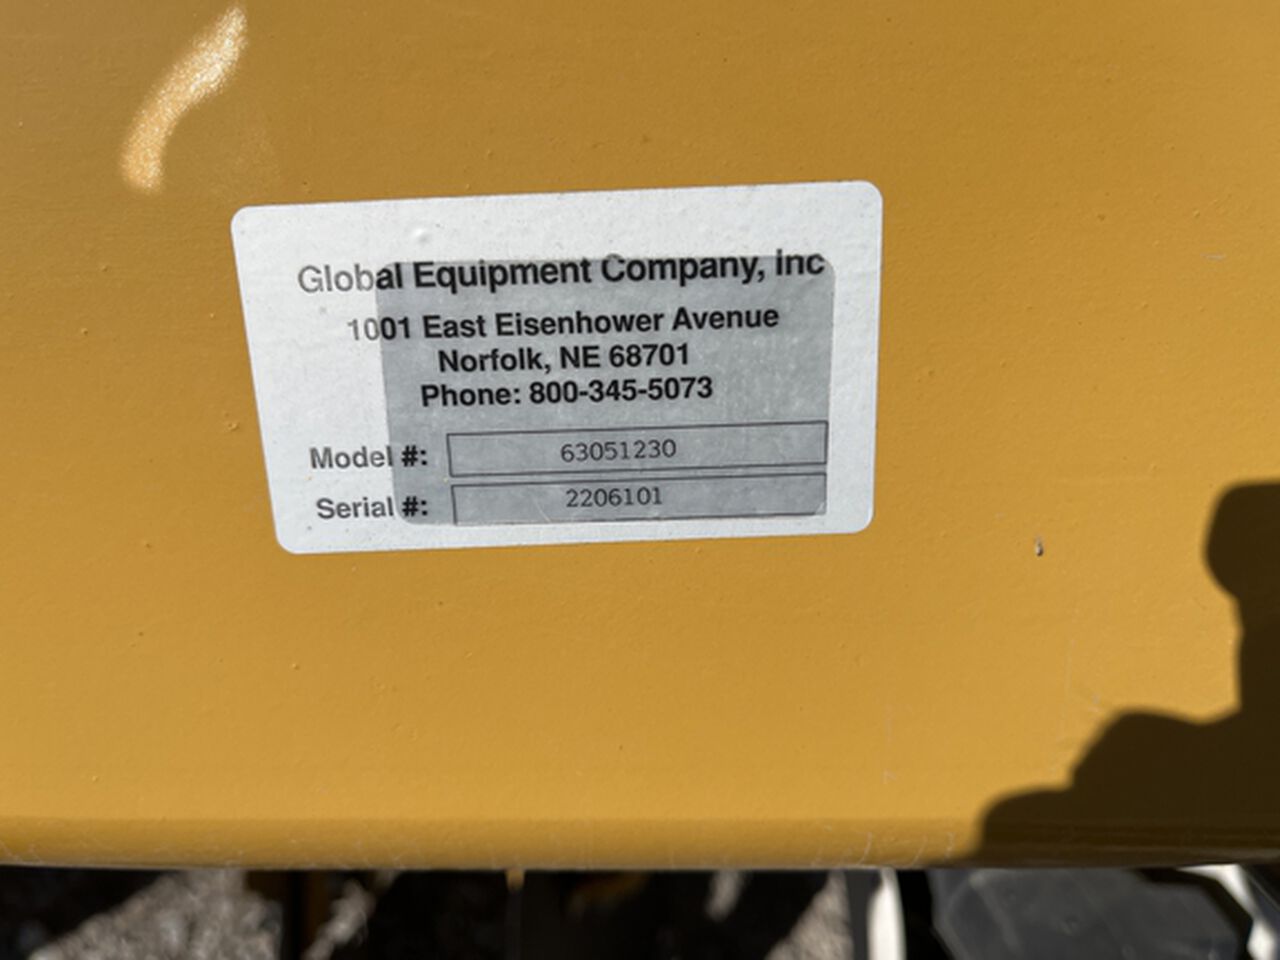 Global Equipment Company, Inc
1001 East Eisenhower Avenue
Norfolk, NE 68701
Phone: 800-345-5073
Model #: 63051230
Serial #: 2206101